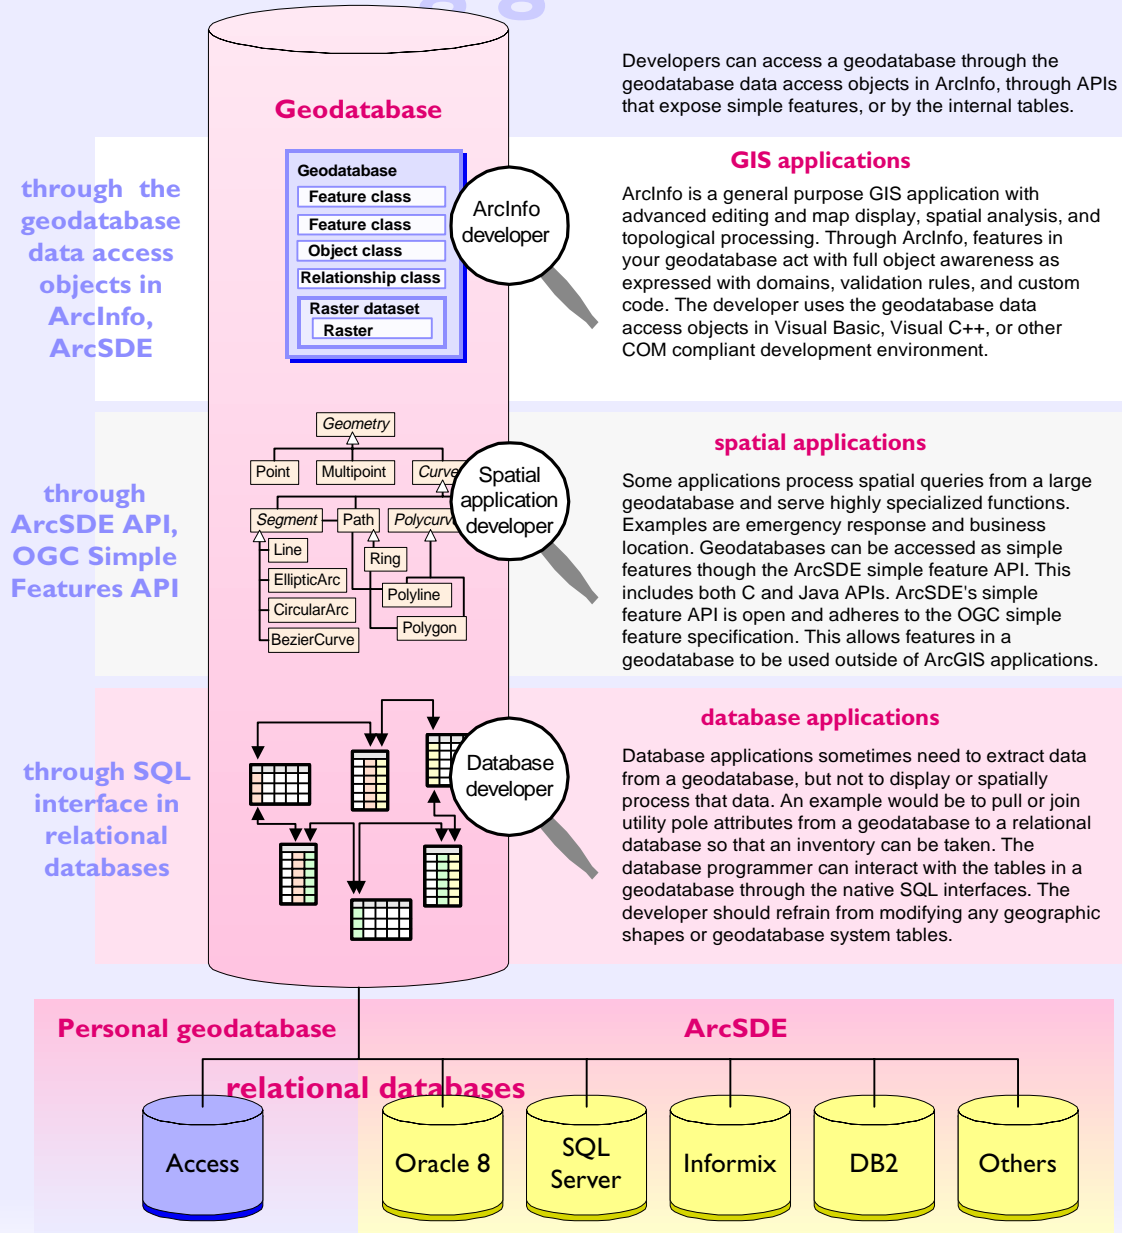 Developers can access a geodatabase through the
geodatabase data access objects in ArcInfo, through APIs
that expose simple features, or by the internal tables.
Geodatabase
through the
geodatabase
data access
objects in
ArcInfo,
ArcSDE
Geodatabase
Feature class
Feature class
Object class
Relationship class
Raster dataset
Raster
ArcInfo
developer
GIS applications
ArcInfo is a general purpose GIS application with
advanced editing and map display, spatial analysis, and
topological processing. Through ArcInfo, features in
your geodatabase act with full object awareness as
expressed with domains, validation rules, and custom
code. The developer uses the geodatabase data
access objects in Visual Basic, Visual C++, or other
COM compliant development environment.
through
ArcSDE API,
OGC Simple
Features API
Geometry
Point
Multipoint
Curve
Segment
Path
Polycurve
Line
Ring
EllipticArc
Polyline
CircularArc
Polygon
BezierCurve
Spatial
application
developer
spatial applications
Some applications process spatial queries from a large
geodatabase and serve highly specialized functions.
Examples are emergency response and business
location. Geodatabases can be accessed as simple
features though the ArcSDE simple feature API. This
includes both C and Java APIs. ArcSDE's simple
feature API is open and adheres to the OGC simple
feature specification. This allows features in a
geodatabase to be used outside of ArcGIS applications.
through SQL
interface in
relational
databases
Database
developer
database applications
Database applications sometimes need to extract data
from a geodatabase, but not to display or spatially
process that data. An example would be to pull or join
utility pole attributes from a geodatabase to a relational
database so that an inventory can be taken. The
database programmer can interact with the tables in a
geodatabase through the native SQL interfaces. The
developer should refrain from modifying any geographic
shapes or geodatabase system tables.
Personal geodatabase
ArcSDE
relational databases
Access
Oracle 8
SQL
Server
Informix
DB2
Others